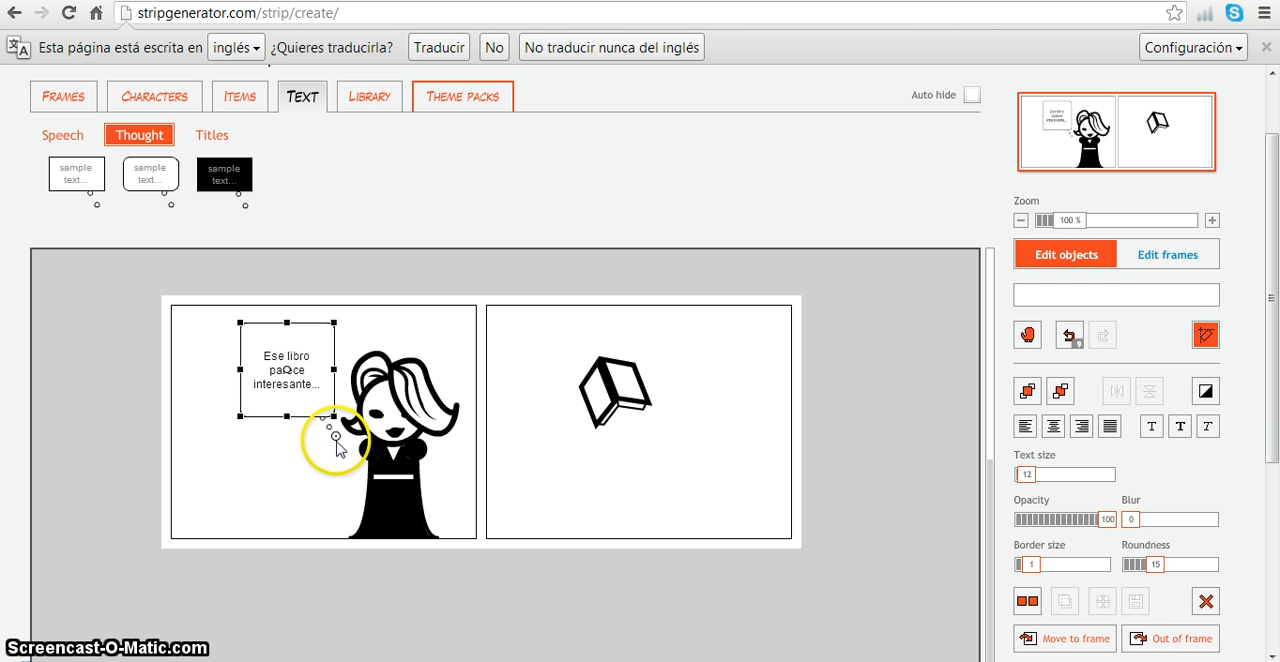 stripgenerator.com/strip/create/
Esta página está escrita en inglés ¿Quieres traducirla? Traducir No No traducir nunca del inglés Configuración
FRAMES CHARACTERS ITEMS TEXT LIBRARY THEME PACKS Auto hide
Speech Thought Titles
sample sample sample
text... text... text...
Zoom
100 %
Edit objects Edit frames
9
Ese libro
interesante...
T T T
Text size
12
Opacity Blur
100 0
Border size Roundness
1 15
Move to frame Out of frame
Screencast-O-Matic.com